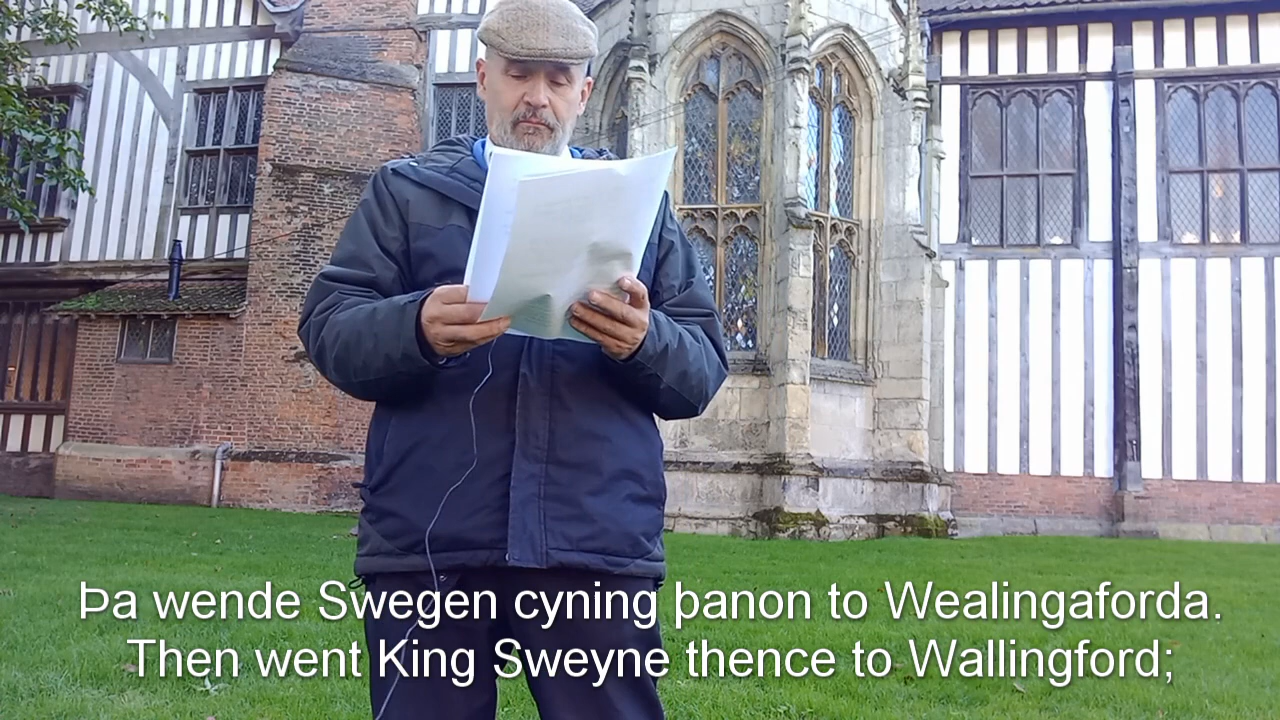 Þa wende Swegen cyning þanon to Wealingaforda.
Then went King Sweyne thence to Wallingford;